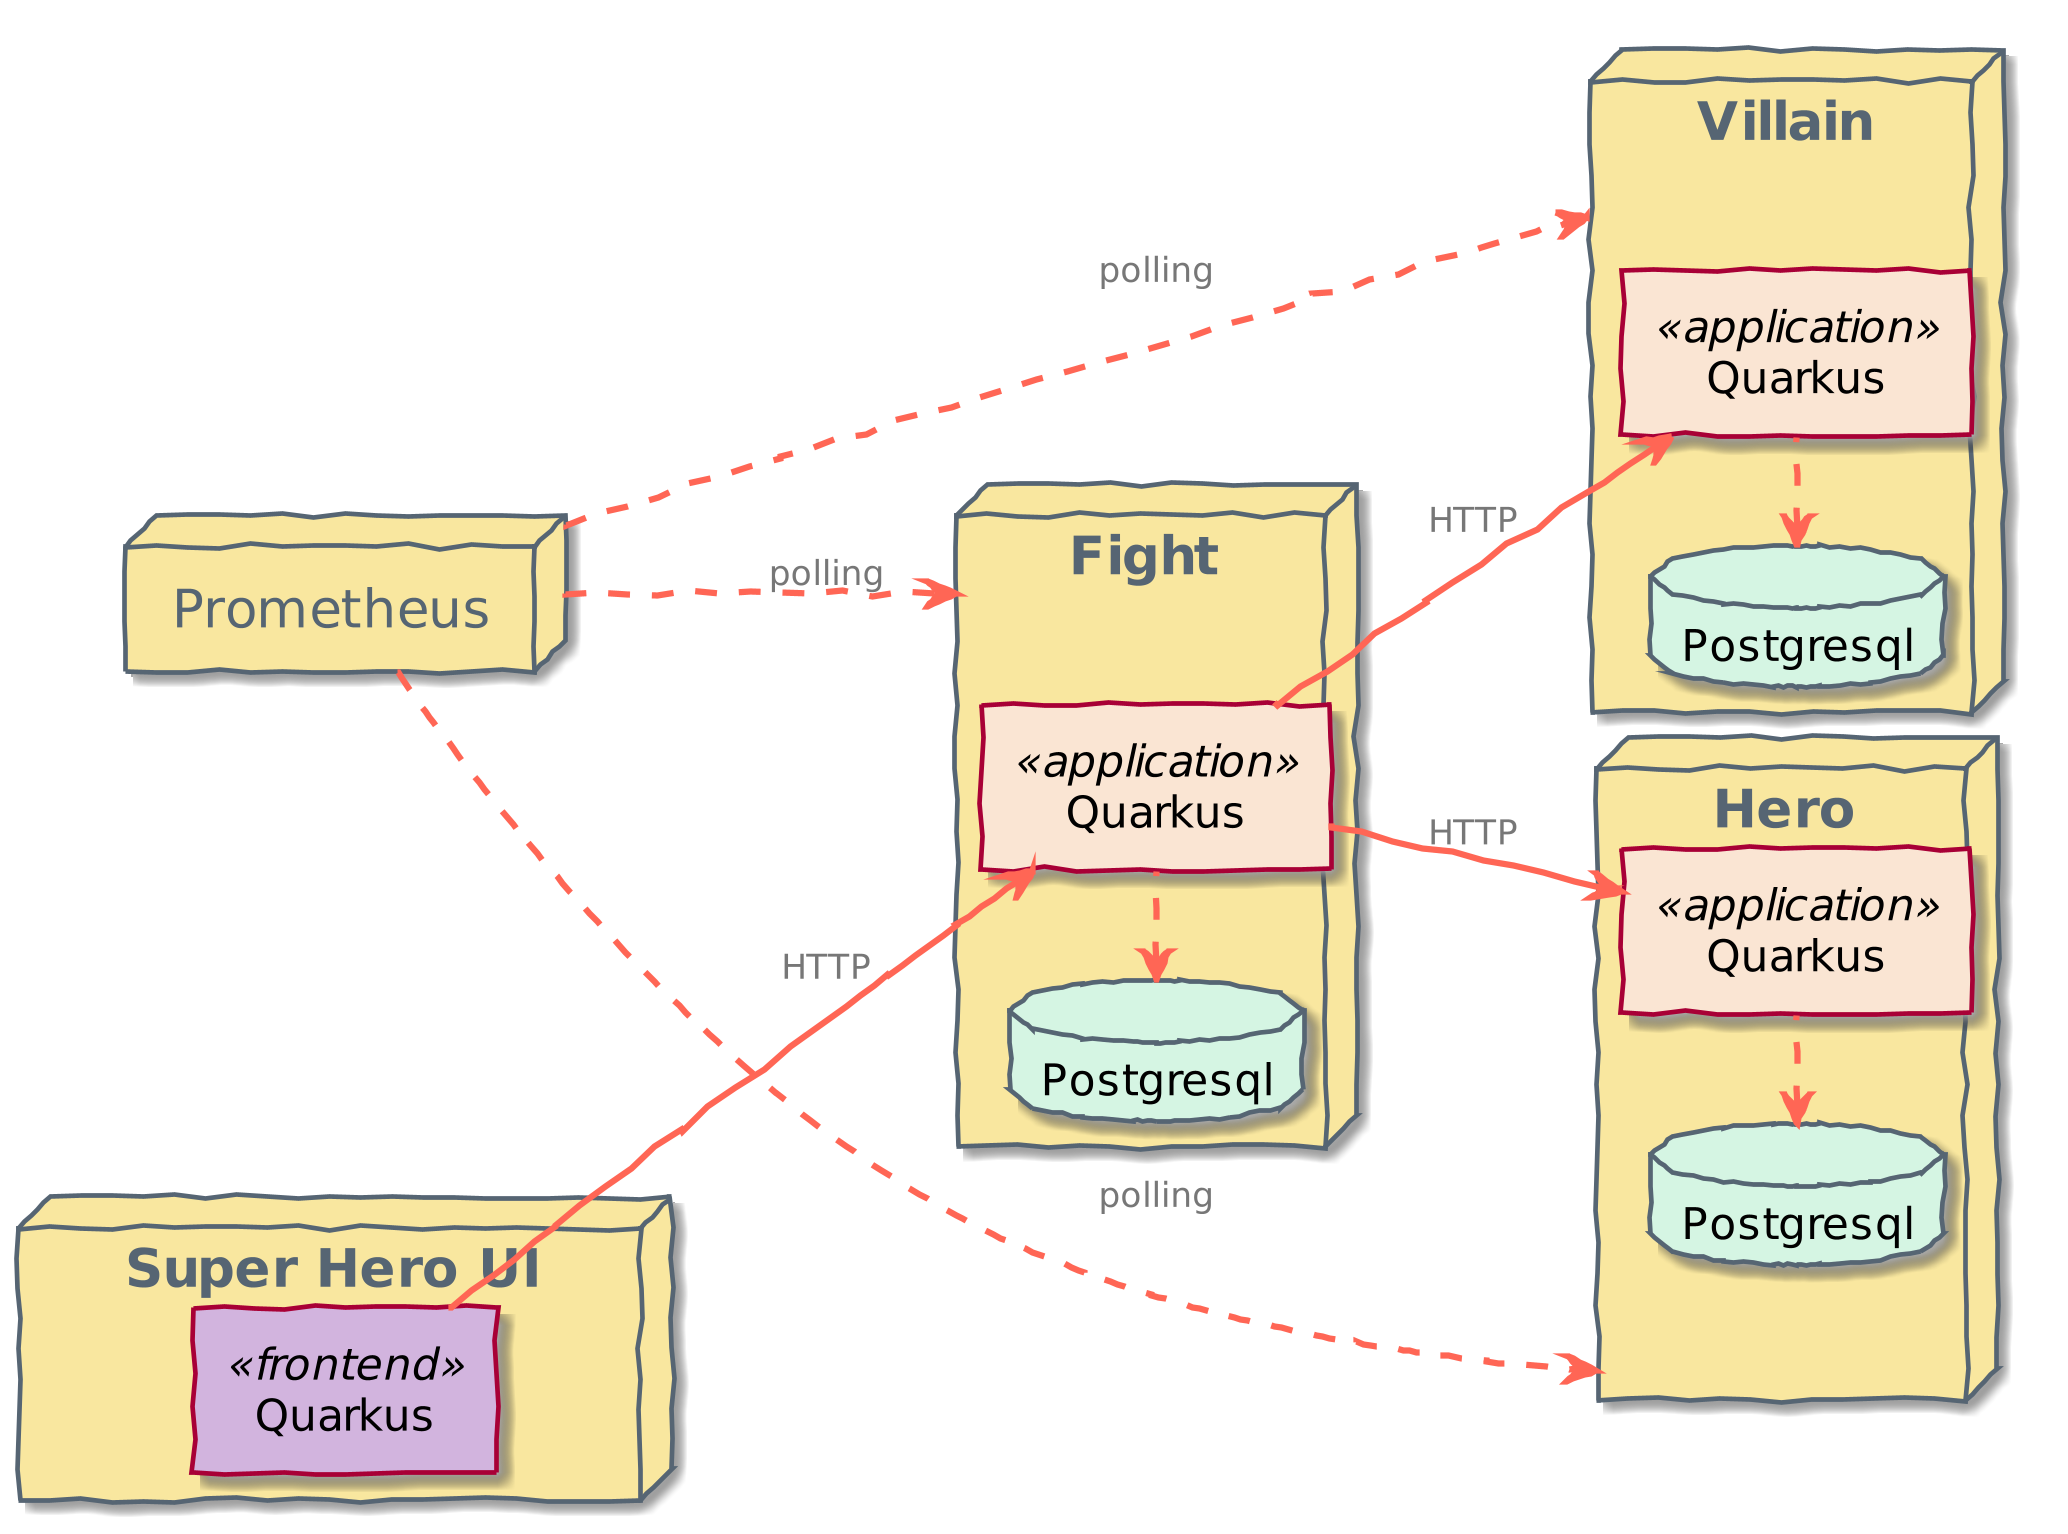 Villain
polling
«application»
Quarkus
HTTP
Fight
polling
Prometheus
Postgresql
«application»
Quarkus
Hero
HTTP
«application»
Quarkus
HTTP
Postgresql
polling
Postgresql
Super Hero UI
«frontend»
Quarkus